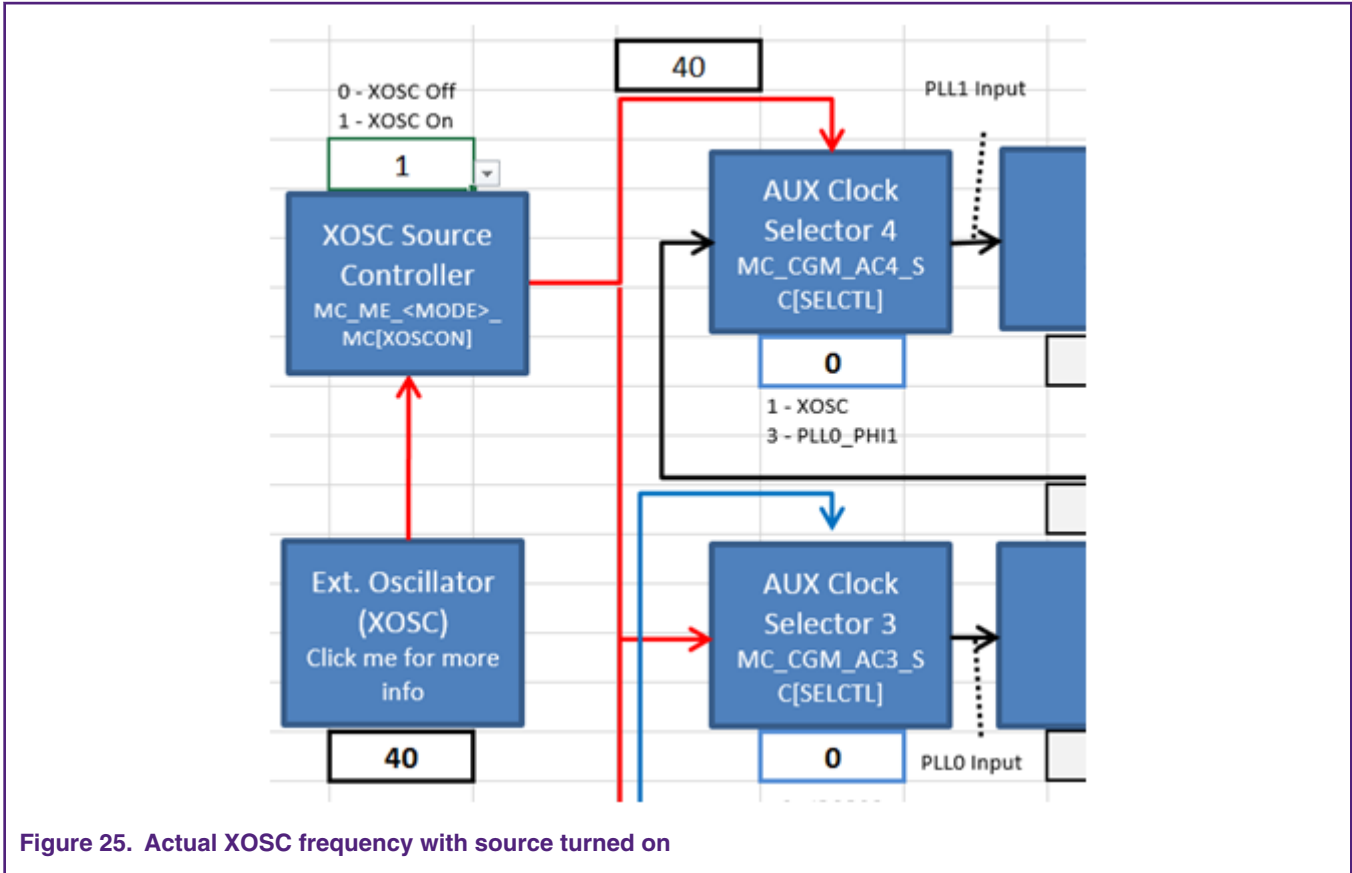 40
0 - XOSC Off
1 - XOSC On
PLL1 Input
1
XOSC Source
Controller
MC_ME_<MODE>_
MC[XOSCON]
AUX Clock
Selector 4
MC_CGM_AC4_S
C[SELCTL]
0
1 - XOSC
3 - PLL0_PHI1
Ext. Oscillator
(XOSC)
Click me for more
info
40
AUX Clock
Selector 3
MC_CGM_AC3_S
C[SELCTL]
0
PLL0 Input
Figure 25. Actual XOSC frequency with source turned on